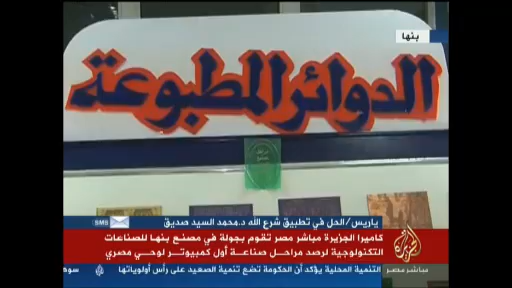 بنها
الدوائر المطبوعة
SMS باريس/الحل في تطبيق شرع الله د.محمد السيد صديق
كاميرا الجزيرة مباشر مصر تقوم بجولة في مصنع بنها للصناعات
التكنولوجية لرصد مراحل صناعة أول كمبيوتر لوحي مصري
الجزيرة
مباشر مصر التنمية المحلية يؤكد أن الحكومة تضع تنمية الصعيد على رأس أولوياتها